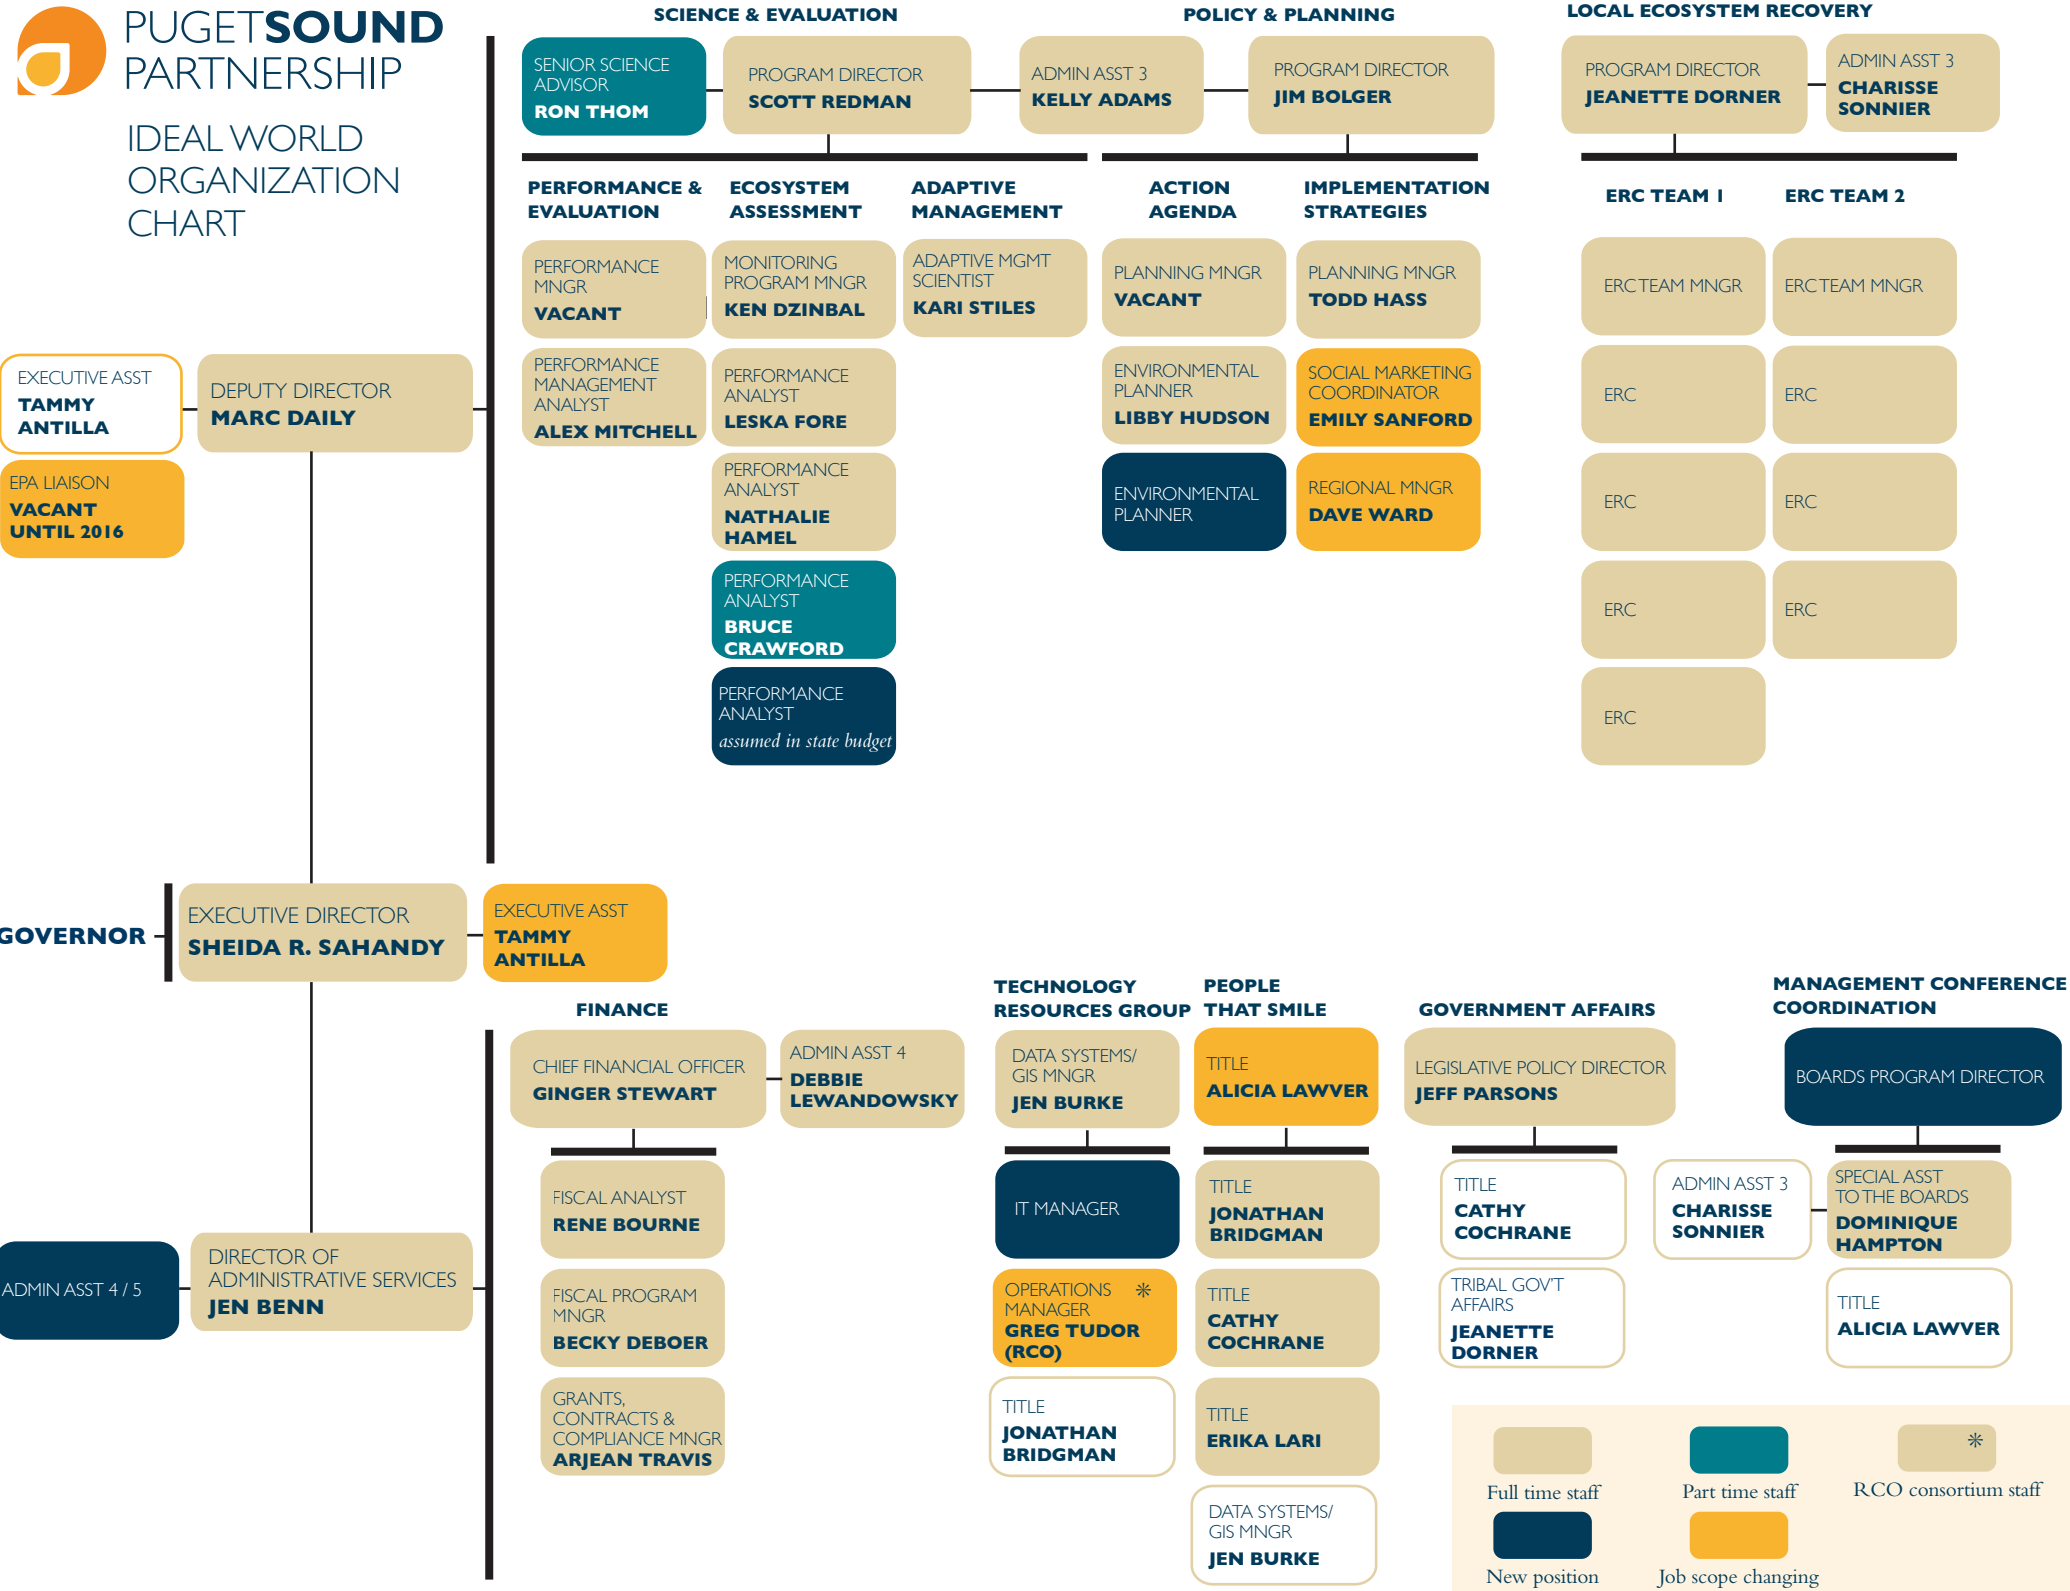 PUGETSOUND
PARTNERSHIP
IDEAL WORLD
ORGANIZATION
CHART
SCIENCE & EVALUATION
POLICY & PLANNING
LOCAL ECOSYSTEM RECOVERY
SENIOR SCIENCE
ADVISOR
RON THOM
PROGRAM DIRECTOR
SCOTT REDMAN
ADMIN ASST 3
KELLY ADAMS
PROGRAM DIRECTOR
JIM BOLGER
PROGRAM DIRECTOR
JEANETTE DORNER
ADMIN ASST 3
CHARISSE
SONNIER
PERFORMANCE &
EVALUATION
PERFORMANCE
MNGR
VACANT
PERFORMANCE
MANAGEMENT
ANALYST
ALEX MITCHELL
ECOSYSTEM
ASSESSMENT
MONITORING
PROGRAM MNGR
KEN DZINBAL
PERFORMANCE
ANALYST
LESKA FORE
PERFORMANCE
ANALYST
NATHALIE
HAMEL
PERFORMANCE
ANALYST
BRUCE
CRAWFORD
PERFORMANCE
ANALYST
assumed in state budget
ADAPTIVE
MANAGEMENT
ADAPTIVE MGMT
SCIENTIST
KARI STILES
ACTION
AGENDA
PLANNING MNGR
VACANT
ENVIRONMENTAL
PLANNER
LIBBY HUDSON
ENVIRONMENTAL
PLANNER
IMPLEMENTATION
STRATEGIES
PLANNING MNGR
TODD HASS
SOCIAL MARKETING
COORDINATOR
EMILY SANFORD
REGIONAL MNGR
DAVE WARD
ERC TEAM 1
ERC TEAM MNGR
ERC
ERC
ERC
ERC
ERC TEAM 2
ERC TEAM MNGR
ERC
ERC
ERC
EXECUTIVE ASST
TAMMY
ANTILLA
DEPUTY DIRECTOR
MARC DAILY
EPA LIAISON
VACANT
UNTIL 2016
GOVERNOR
EXECUTIVE DIRECTOR
SHEIDA R. SAHANDY
EXECUTIVE ASST
TAMMY
ANTILLA
ADMIN ASST 4 / 5
DIRECTOR OF
ADMINISTRATIVE SERVICES
JEN BENN
FINANCE
CHIEF FINANCIAL OFFICER
GINGER STEWART
ADMIN ASST 4
DEBBIE
LEWANDOWSKY
FISCAL ANALYST
RENE BOURNE
FISCAL PROGRAM
MNGR
BECKY DEBOER
GRANTS,
CONTRACTS &
COMPLIANCE MNGR
ARJEAN TRAVIS
TECHNOLOGY
RESOURCES GROUP
DATA SYSTEMS/
GIS MNGR
JEN BURKE
IT MANAGER
OPERATIONS ✳
MANAGER
GREG TUDOR
(RCO)
TITLE
JONATHAN
BRIDGMAN
PEOPLE
THAT SMILE
TITLE
ALICIA LAWVER
TITLE
JONATHAN
BRIDGMAN
TITLE
CATHY
COCHRANE
TITLE
ERIKA LARI
DATA SYSTEMS/
GIS MNGR
JEN BURKE
GOVERNMENT AFFAIRS
LEGISLATIVE POLICY DIRECTOR
JEFF PARSONS
TITLE
CATHY
COCHRANE
TRIBAL GOV'T
AFFAIRS
JEANETTE
DORNER
MANAGEMENT CONFERENCE
COORDINATION
BOARDS PROGRAM DIRECTOR
ADMIN ASST 3
CHARISSE
SONNIER
SPECIAL ASST
TO THE BOARDS
DOMINIQUE
HAMPTON
TITLE
ALICIA LAWVER
✳
Full time staff
Part time staff
RCO consortium staff
New position
Job scope changing